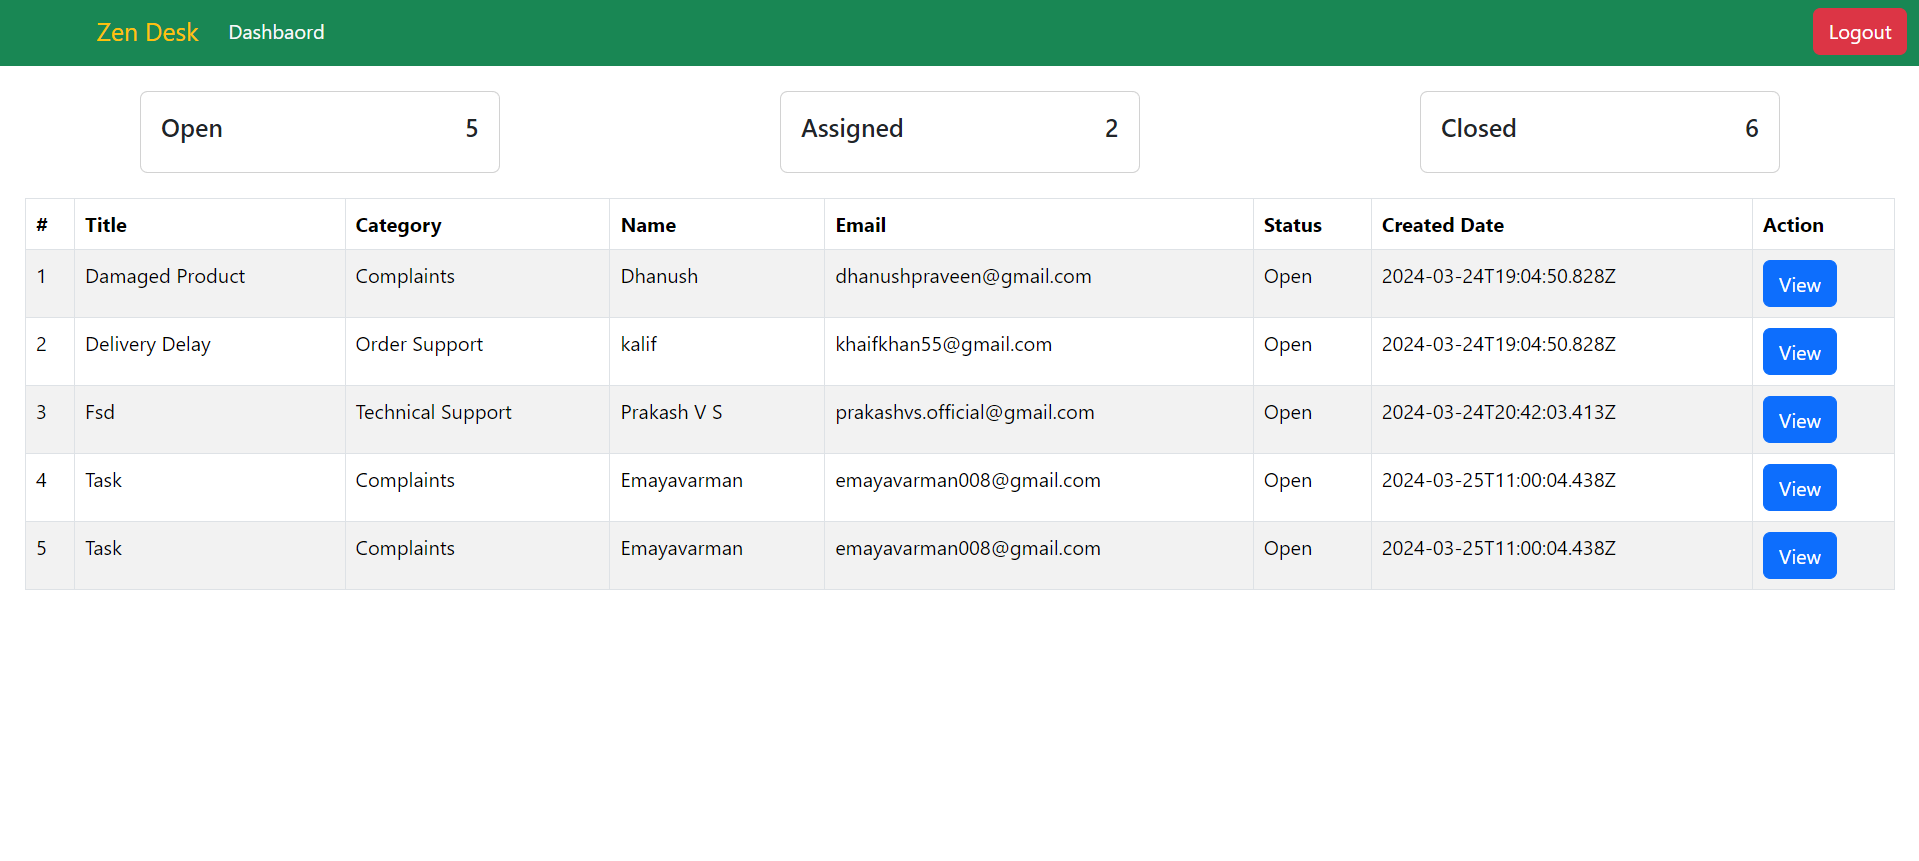 Zen Desk Dashbaord Logout
Open 5 Assigned 2 Closed 6
# Title Category Name Email Status Created Date Action
1 Damaged Product Complaints Dhanush dhanushpraveen@gmail.com Open 2024-03-24T19:04:50.828Z View
2 Delivery Delay Order Support kalif khaifkhan55@gmail.com Open 2024-03-24T19:04:50.828Z View
3 Fsd Technical Support Prakash V S prakashvs.official@gmail.com Open 2024-03-24T20:42:03.413Z View
4 Task Complaints Emayavarman emayavarman008@gmail.com Open 2024-03-25T11:00:04.438Z View
5 Task Complaints Emayavarman emayavarman008@gmail.com Open 2024-03-25T11:00:04.438Z View